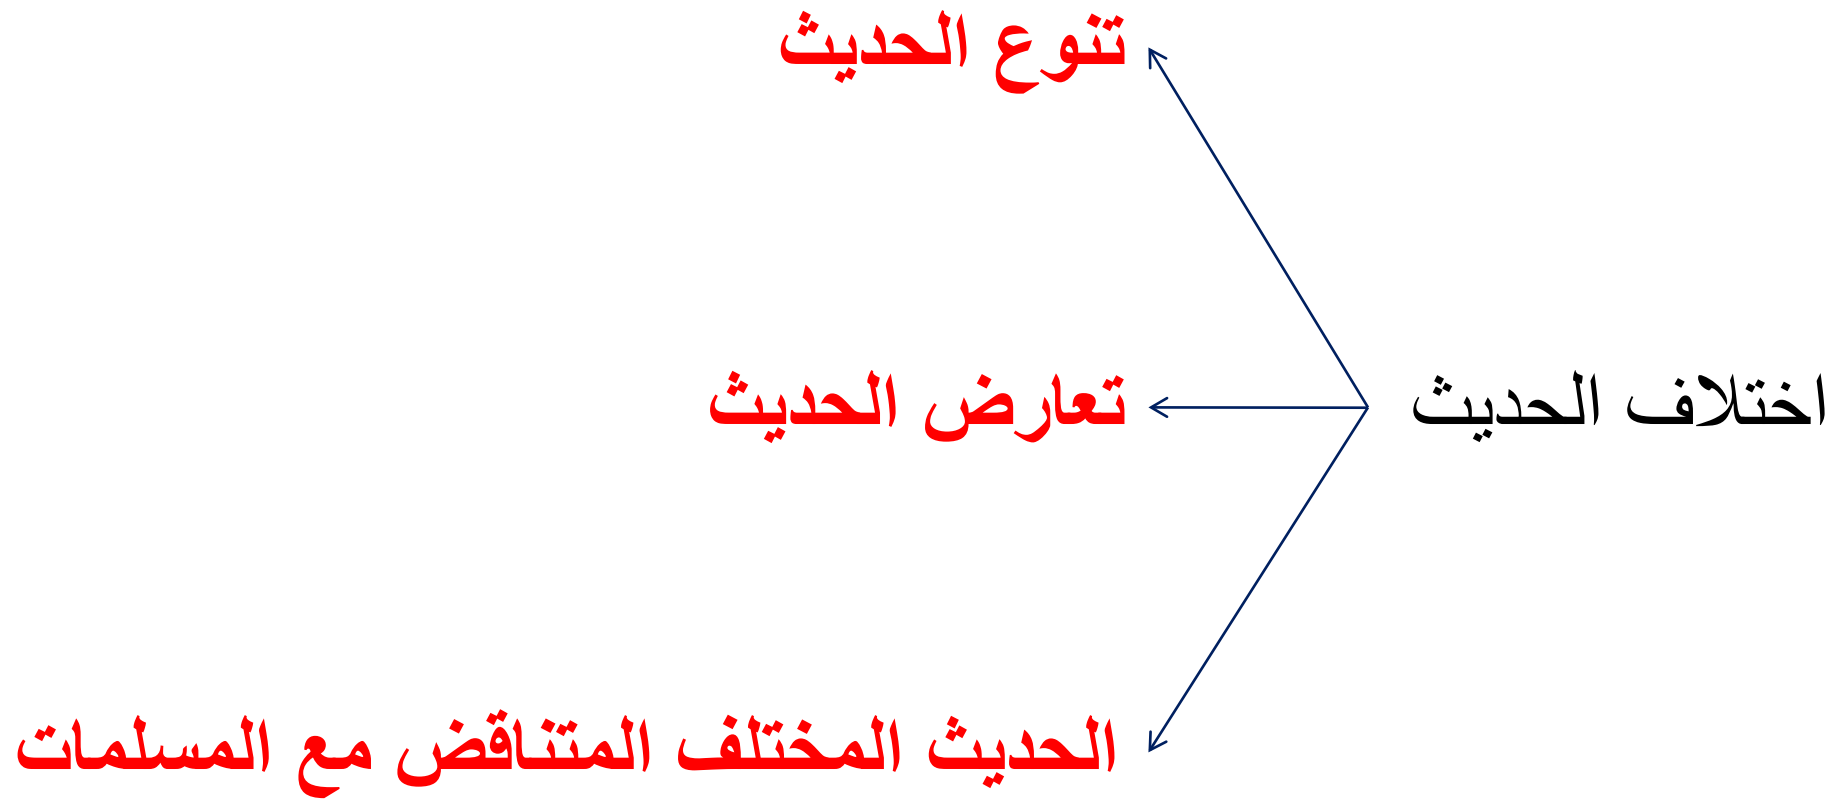 تنوع الحديث
اختلاف الحديث
تعارض الحديث
الحديث المختلف المتناقض مع المسلمات